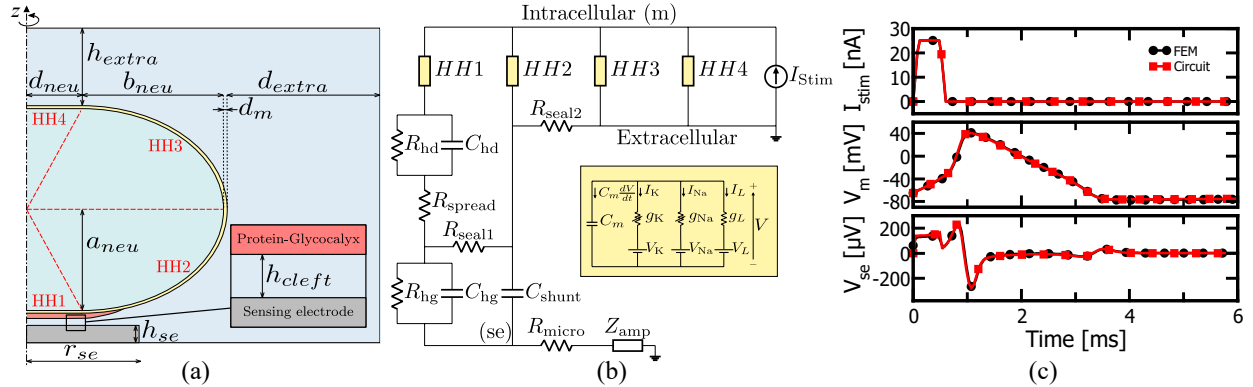 z
h_extra
d_neu
b_neu
d_extra
d_m
HH4
HH3
a_neu
Protein-Glycocalyx
h_cleft
HH2
HH1
Sensing electrode
h_se
r_se
(a)
Intracellular (m)
HH1
HH2
HH3
HH4
I_Stim
R_seal2
Extracellular
R_hd
C_hd
R_spread
R_seal1
R_hg
C_hg
C_shunt
(se)
R_micro
Z_amp
C_m dV/dt
I_K
I_Na
I_L
+
C_m
g_K
g_Na
g_L
V
V_K
V_Na
V_L
−
(b)
I_stim [nA]
30
20
10
0
FEM
Circuit
V_m [mV]
40
0
-40
-80
V_se [µV]
200
0
-200
0 2 4 6
Time [ms]
(c)